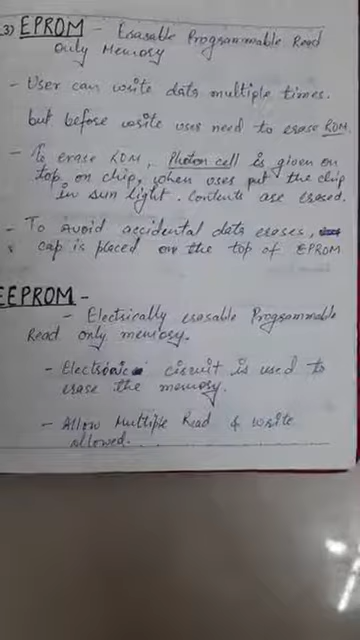 3) EPROM - Erasable Programmable Read
only Memory
- User can write data multiple times.
but before write user need to erase ROM.
- To erase ROM, Photon cell is given on
top on chip, when user put the chip
in sun light. contents are erased.
- To Avoid accidental data erases,
cap is placed on the top of EPROM
EEPROM -
- Electrically erasable Programmable
Read only memory.
- Electronic circuit is used to
erase the memory.
- Allow Multiple Read & write
allowed.